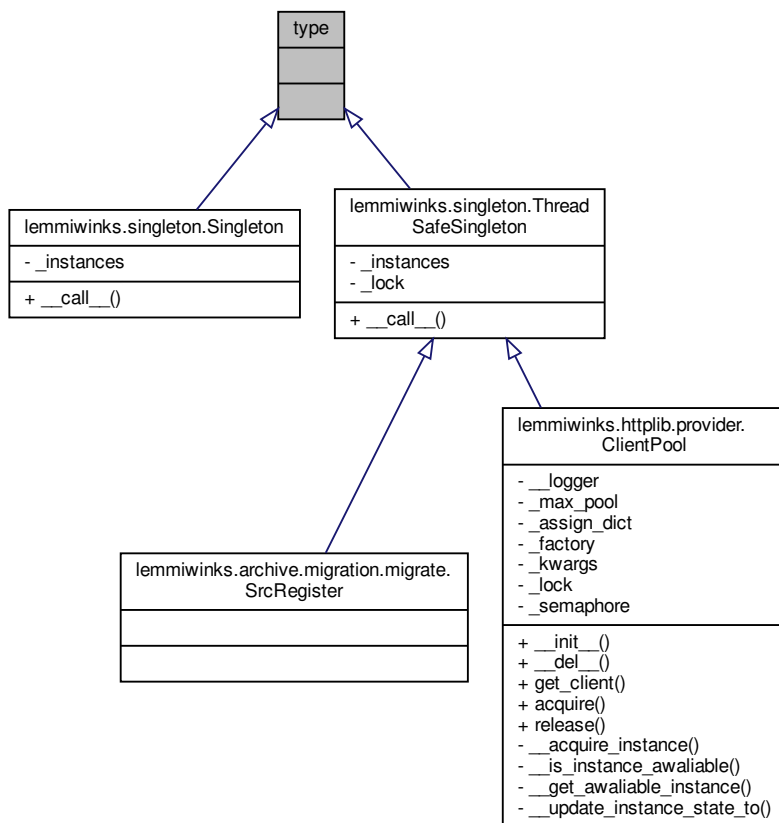 type
lemmiwinks.singleton.Singleton
- _instances
+ __call__()
lemmiwinks.singleton.Thread
SafeSingleton
- _instances
- _lock
+ __call__()
lemmiwinks.archive.migration.migrate.
SrcRegister
lemmiwinks.httplib.provider.
ClientPool
- __logger
- _max_pool
- _assign_dict
- _factory
- _kwargs
- _lock
- _semaphore
+ __init__()
+ __del__()
+ get_client()
+ acquire()
+ release()
- __acquire_instance()
- __is_instance_awaliable()
- __get_awaliable_instance()
- __update_instance_state_to()